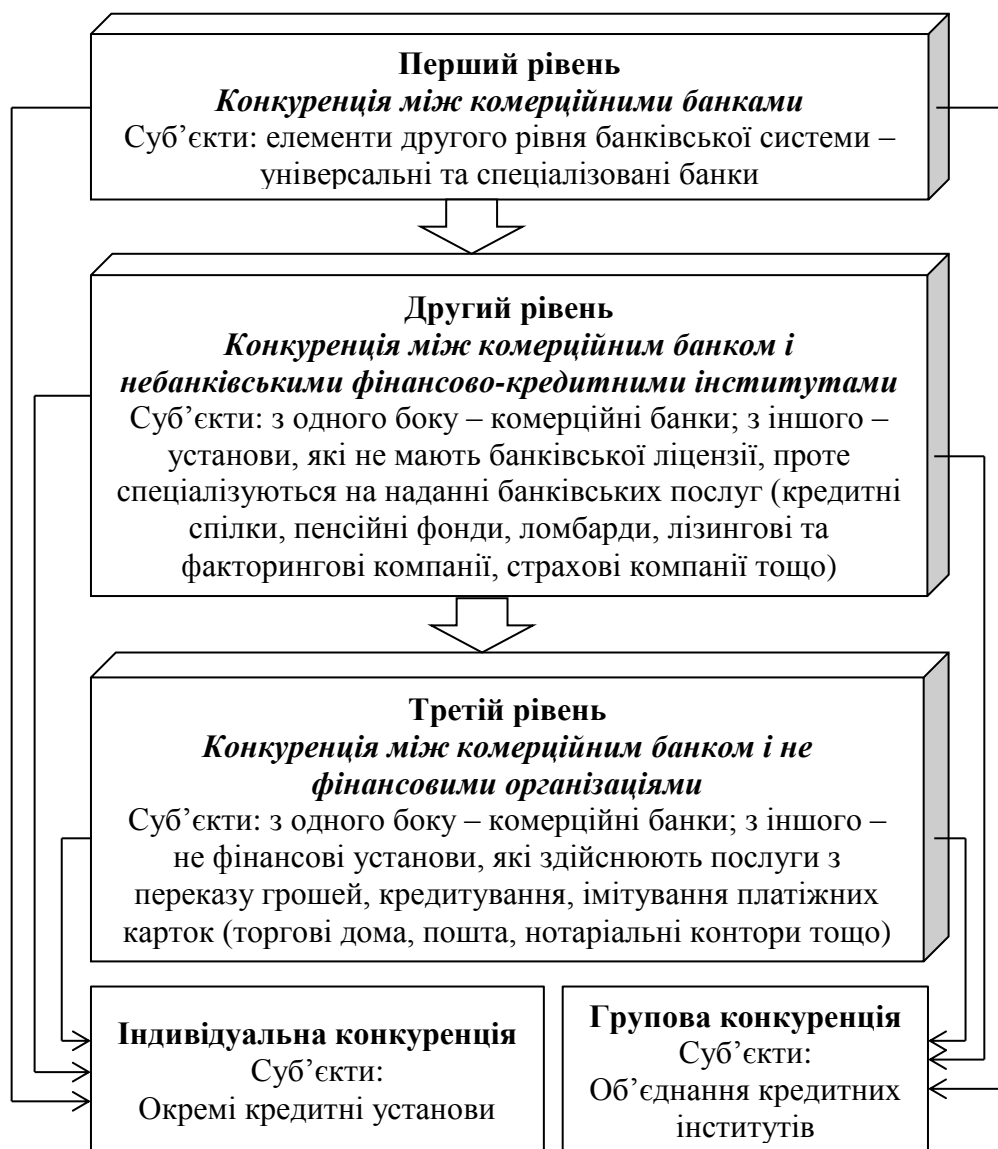 Перший рівень
Конкуренція між комерційними банками
Суб’єкти: елементи другого рівня банківської системи –
універсальні та спеціалізовані банки
Другий рівень
Конкуренція між комерційним банком і
небанківськими фінансово-кредитними інститутами
Суб’єкти: з одного боку – комерційні банки; з іншого –
установи, які не мають банківської ліцензії, проте
спеціалізуються на наданні банківських послуг (кредитні
спілки, пенсійні фонди, ломбарди, лізингові та
факторингові компанії, страхові компанії тощо)
Третій рівень
Конкуренція між комерційним банком і не
фінансовими організаціями
Суб’єкти: з одного боку – комерційні банки; з іншого –
не фінансові установи, які здійснюють послуги з
переказу грошей, кредитування, імітування платіжних
карток (торгові дома, пошта, нотаріальні контори тощо)
Індивідуальна конкуренція
Суб’єкти:
Окремі кредитні установи
Групова конкуренція
Суб’єкти:
Об’єднання кредитних
інститутів